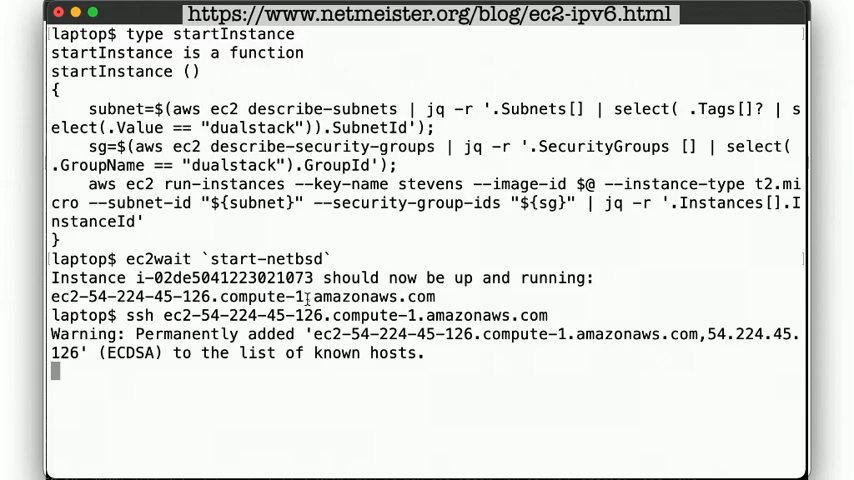 https://www.netmeister.org/blog/ec2-ipv6.html
laptop$ type startInstance
startInstance is a function
startInstance ()
{
    subnet=$(aws ec2 describe-subnets | jq -r '.Subnets[] | select( .Tags[]? | s
elect(.Value == "dualstack")).SubnetId');
    sg=$(aws ec2 describe-security-groups | jq -r '.SecurityGroups [] | select(
.GroupName == "dualstack").GroupId');
    aws ec2 run-instances --key-name stevens --image-id $@ --instance-type t2.mi
cro --subnet-id "${subnet}" --security-group-ids "${sg}" | jq -r '.Instances[].I
nstanceId'
}
laptop$ ec2wait `start-netbsd`
Instance i-02de5041223021073 should now be up and running:
ec2-54-224-45-126.compute-1.amazonaws.com
laptop$ ssh ec2-54-224-45-126.compute-1.amazonaws.com
Warning: Permanently added 'ec2-54-224-45-126.compute-1.amazonaws.com,54.224.45.
126' (ECDSA) to the list of known hosts.